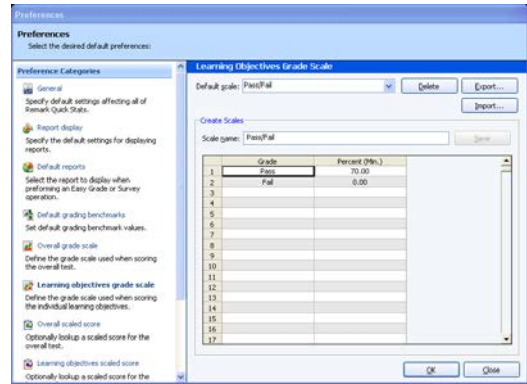 Preferences
Preferences
Select the desired default preferences:
Preference Categories
General
Specify default settings affecting all of
Remark Quick Stats.
Report display
Specify the default settings for displaying
reports.
Default reports
Select the report to display when
preforming an Easy Grade or Survey
operation.
Default grading benchmarks
Set default grading benchmark values.
Overall grade scale
Define the grade scale used when scoring
the overall test.
Learning objectives grade scale
Define the grade scale used when scoring
the individual learning objectives.
Overall scaled score
Optionally lookup a scaled score for the
overall test.
Learning objectives scaled score
Optionally lookup a scaled score for the
Learning Objectives Grade Scale
Default scale: Pass/Fail
Delete
Export...
Import...
Create Scales
Scale name: Pass/Fail
Save
Grade Percent (Min.)
1 Pass 70.00
2 Fail 0.00
3
4
5
6
7
8
9
10
11
12
13
14
15
16
17
OK
Close